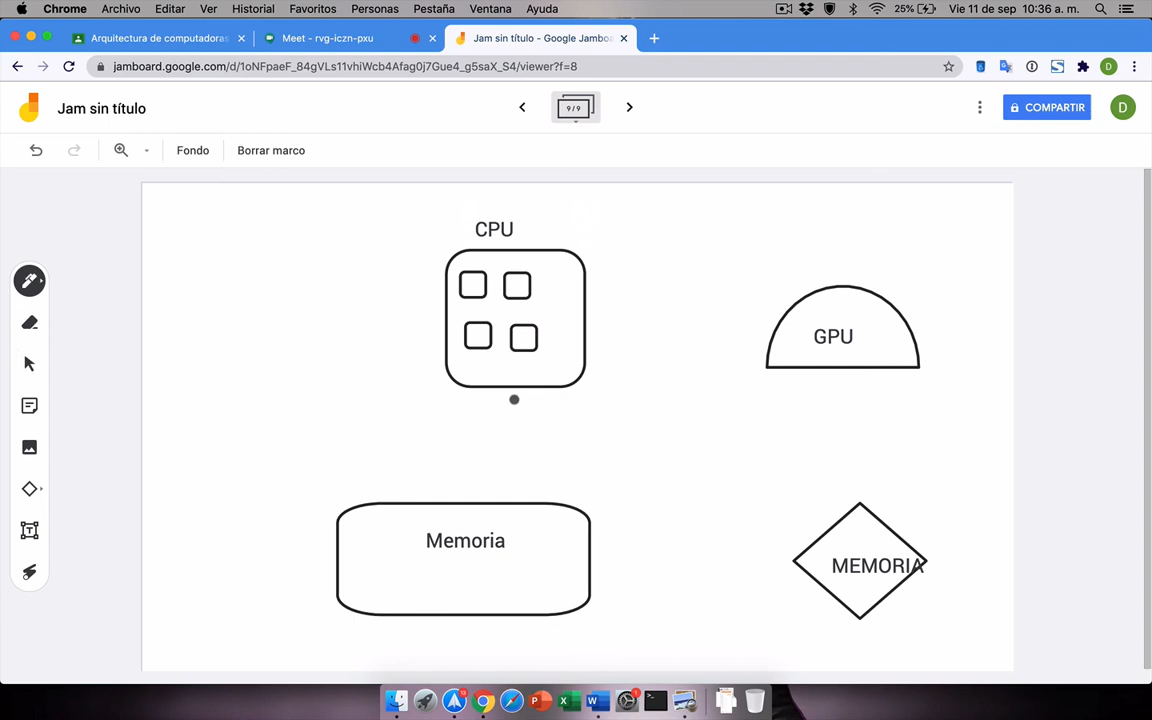 Chrome Archivo Editar Ver Historial Favoritos Personas Pestaña Ventana Ayuda 25% Vie 11 de sep 10:36 a. m.
Arquitectura de computadoras Meet - rvg-iczn-pxu Jam sin título - Google Jambo
jamboard.google.com/d/1oNFpaeF_84gVLs11vhiWcb4Afag0j7Gue4_g5saX_S4/viewer?f=8 D
Jam sin título 9/9 COMPARTIR D
Fondo Borrar marco
CPU
GPU
Memoria
MEMORIA